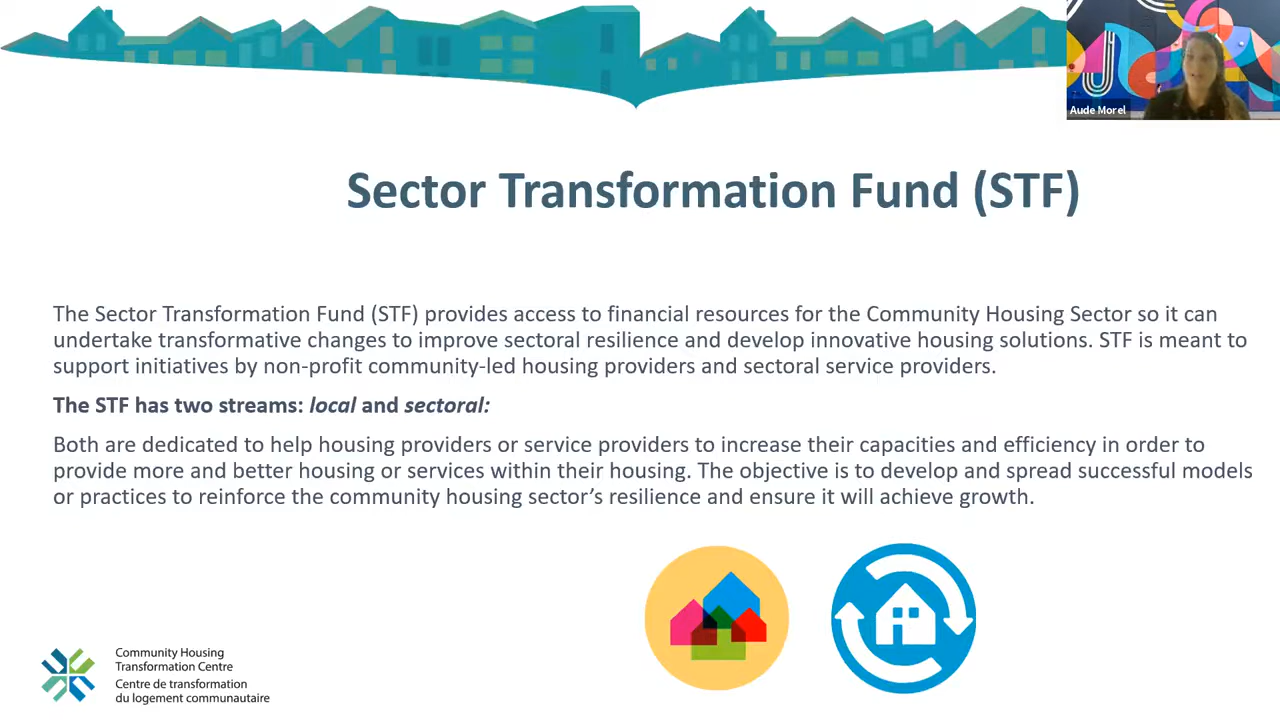 Aude Morel
Sector Transformation Fund (STF)
The Sector Transformation Fund (STF) provides access to financial resources for the Community Housing Sector so it can
undertake transformative changes to improve sectoral resilience and develop innovative housing solutions. STF is meant to
support initiatives by non-profit community-led housing providers and sectoral service providers.
The STF has two streams: local and sectoral:
Both are dedicated to help housing providers or service providers to increase their capacities and efficiency in order to
provide more and better housing or services within their housing. The objective is to develop and spread successful models
or practices to reinforce the community housing sector’s resilience and ensure it will achieve growth.
Community Housing
Transformation Centre
Centre de transformation
du logement communautaire